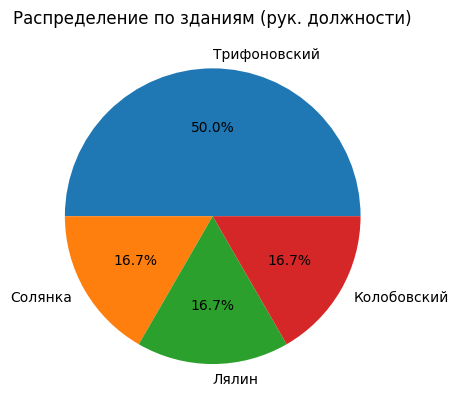 Распределение по зданиям (рук. должности)
Трифоновский
50.0%
16.7%
16.7%
16.7%
Солянка
Колобовский
Лялин